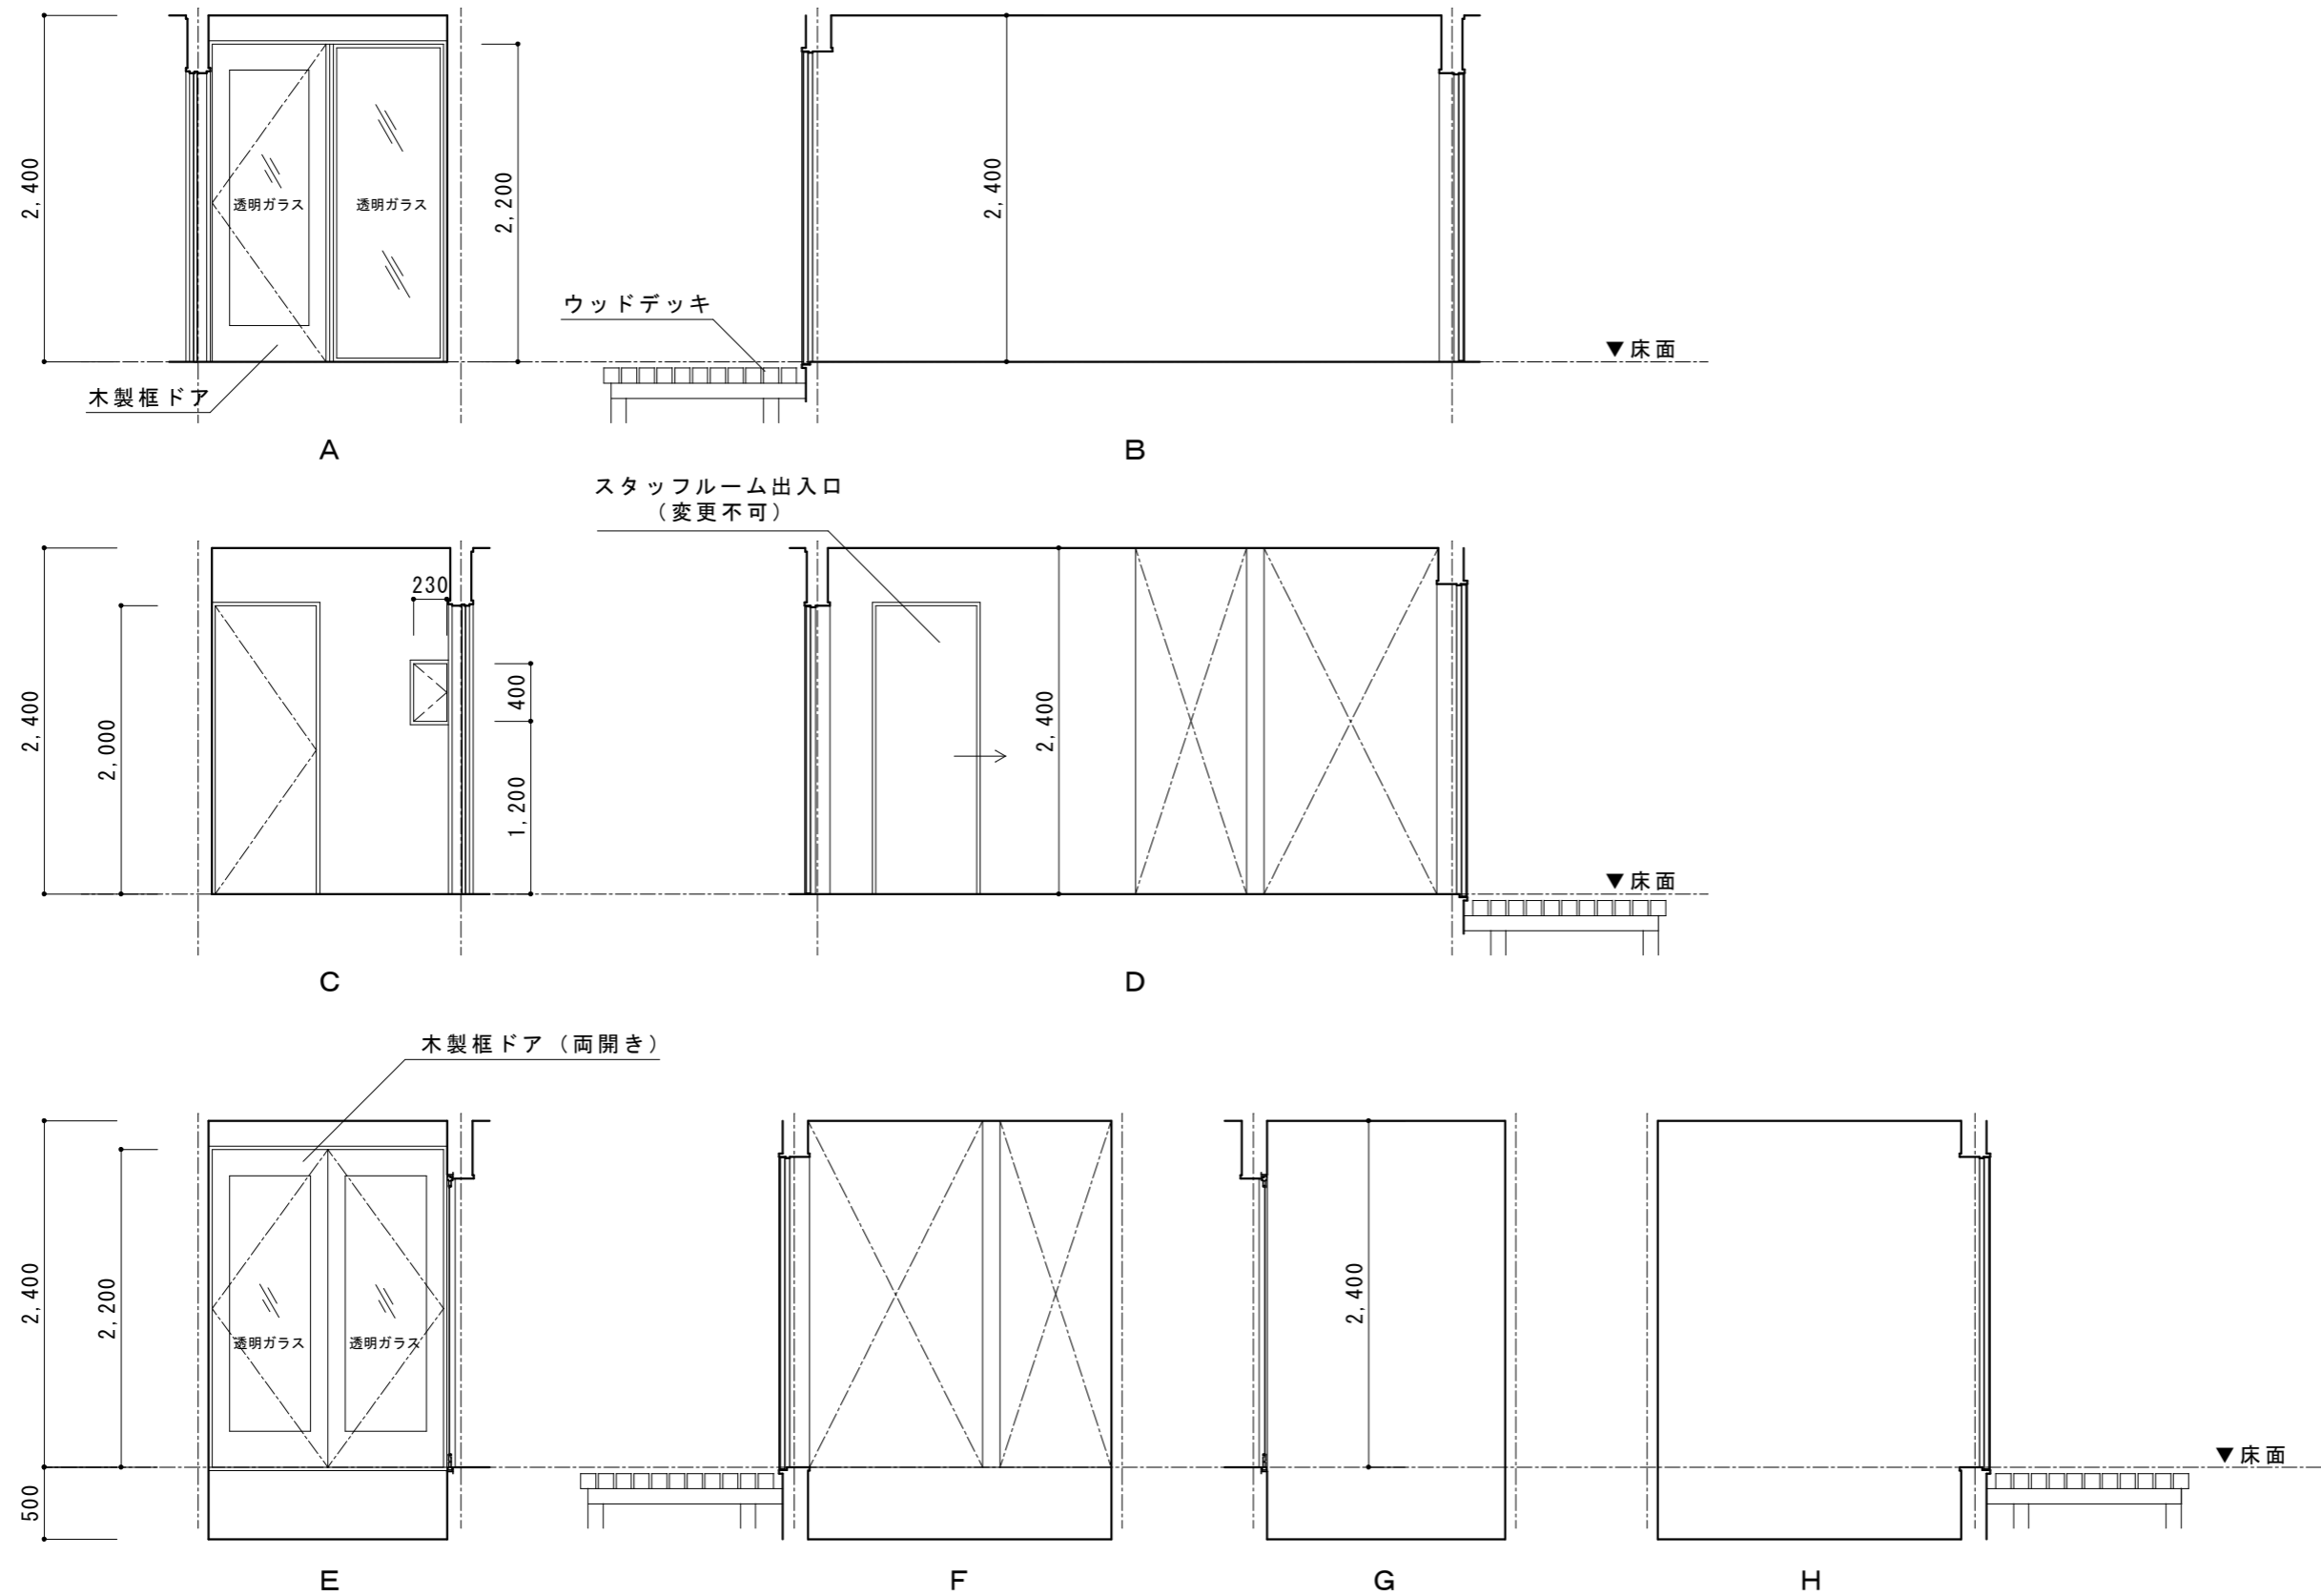 2,400
透明ガラス
透明ガラス
2,200
木製框ドア
A
ウッドデッキ
2,400
▼床面
B
2,400
2,000
230
400
1,200
C
スタッフルーム出入口
（変更不可）
2,400
▼床面
D
木製框ドア（両開き）
2,400
2,200
500
透明ガラス
透明ガラス
E
F
2,400
G
▼床面
H